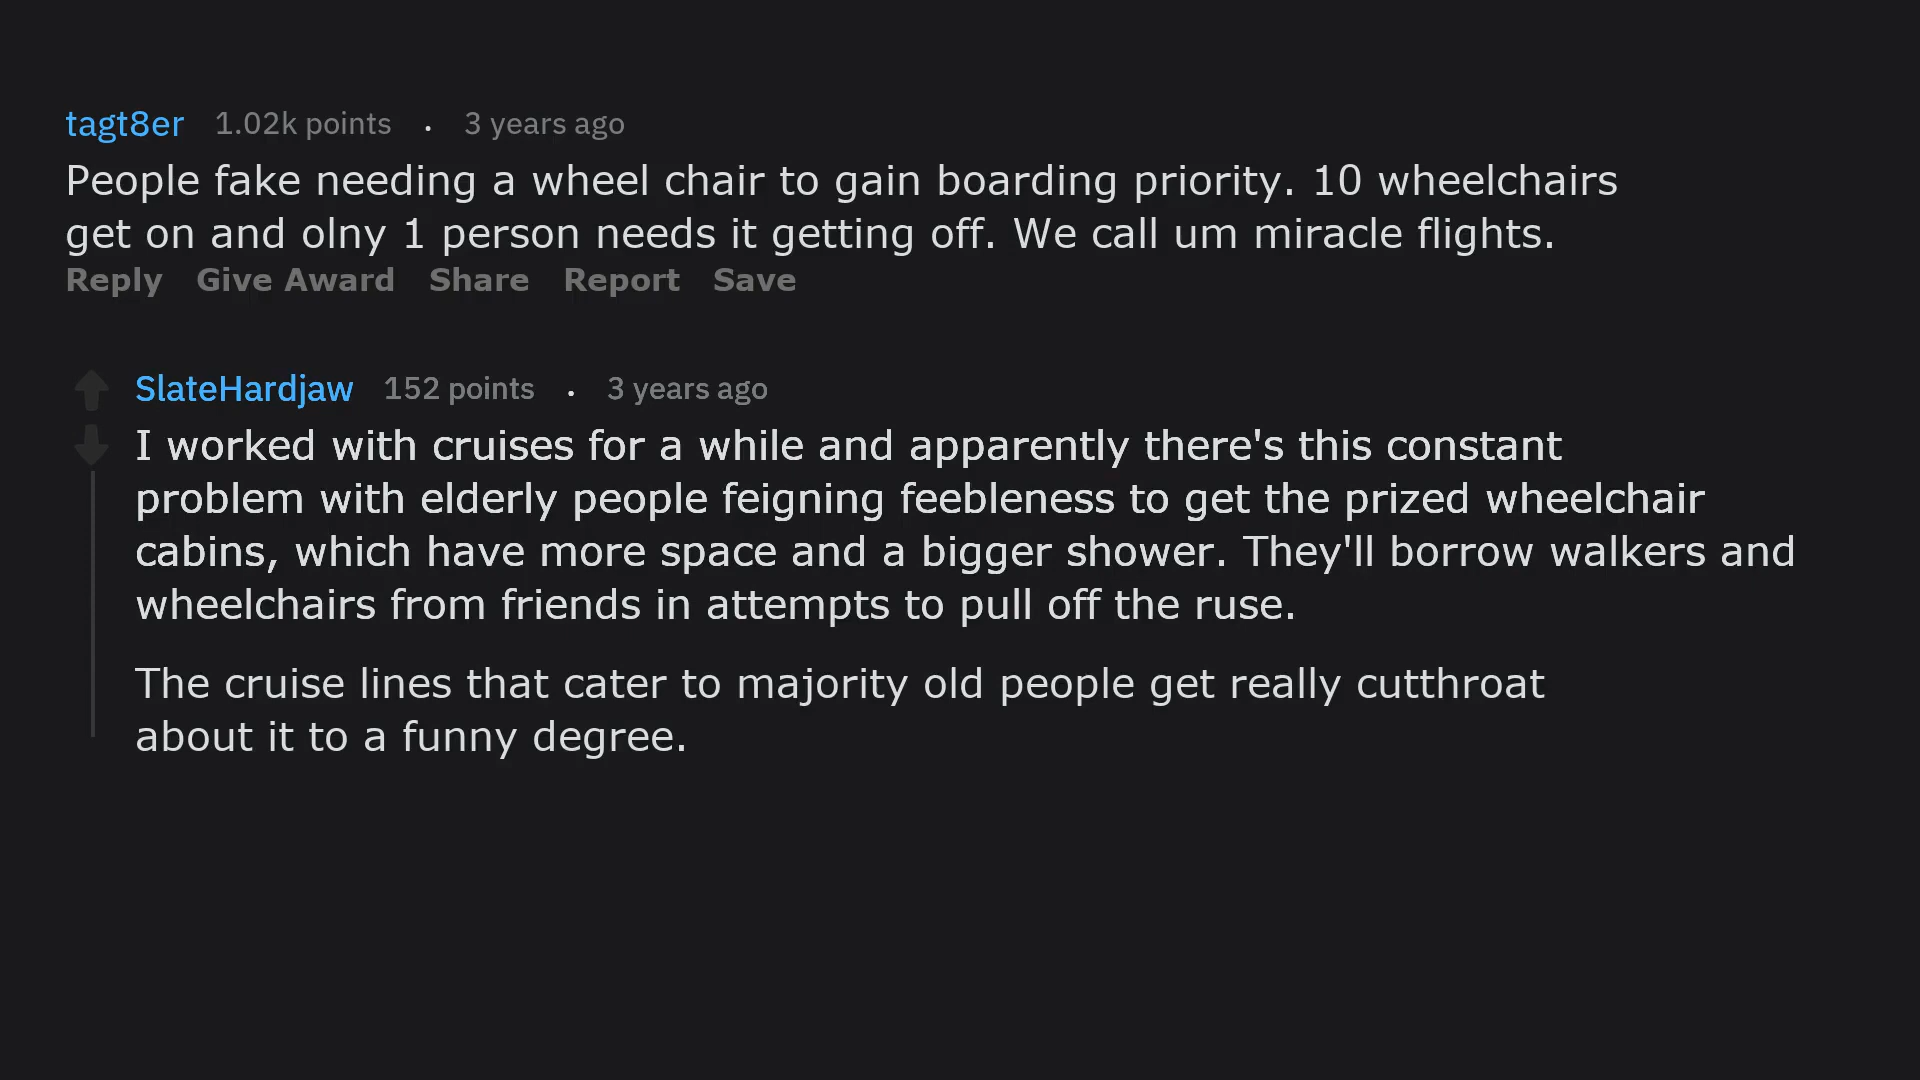 tagt8er 1.02k points . 3 years ago
People fake needing a wheel chair to gain boarding priority. 10 wheelchairs
get on and olny 1 person needs it getting off. We call um miracle flights.
Reply Give Award Share Report Save
SlateHardjaw 152 points . 3 years ago
I worked with cruises for a while and apparently there's this constant
problem with elderly people feigning feebleness to get the prized wheelchair
cabins, which have more space and a bigger shower. They'll borrow walkers and
wheelchairs from friends in attempts to pull off the ruse.
The cruise lines that cater to majority old people get really cutthroat
about it to a funny degree.